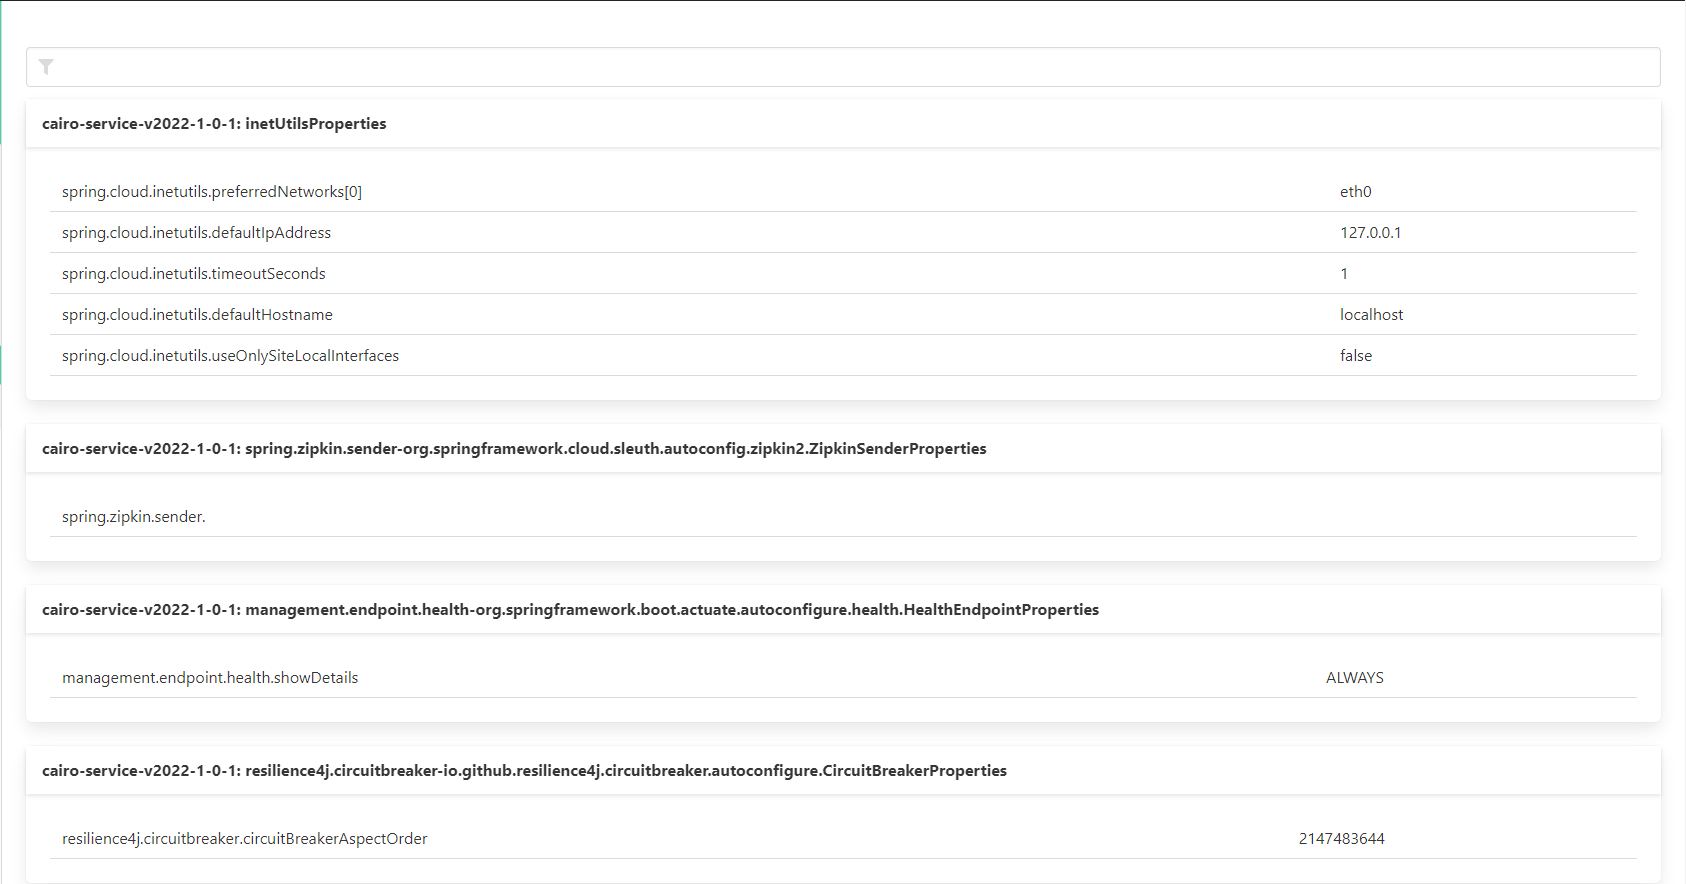 cairo-service-v2022-1-0-1: inetUtilsProperties
spring.cloud.inetutils.preferredNetworks[0] eth0
spring.cloud.inetutils.defaultIpAddress 127.0.0.1
spring.cloud.inetutils.timeoutSeconds 1
spring.cloud.inetutils.defaultHostname localhost
spring.cloud.inetutils.useOnlySiteLocalInterfaces false
cairo-service-v2022-1-0-1: spring.zipkin.sender-org.springframework.cloud.sleuth.autoconfig.zipkin2.ZipkinSenderProperties
spring.zipkin.sender.
cairo-service-v2022-1-0-1: management.endpoint.health-org.springframework.boot.actuate.autoconfigure.health.HealthEndpointProperties
management.endpoint.health.showDetails ALWAYS
cairo-service-v2022-1-0-1: resilience4j.circuitbreaker-io.github.resilience4j.circuitbreaker.autoconfigure.CircuitBreakerProperties
resilience4j.circuitbreaker.circuitBreakerAspectOrder 2147483644